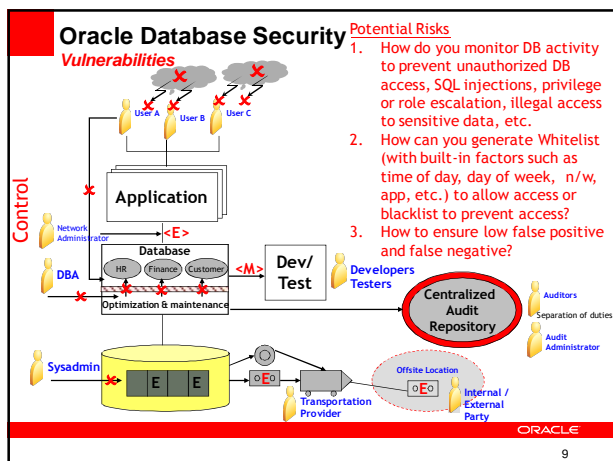 Oracle Database Security
Vulnerabilities
Potential Risks
1. How do you monitor DB activity
to prevent unauthorized DB
access, SQL injections, privilege
or role escalation, illegal access
to sensitive data, etc.
2. How can you generate Whitelist
(with built-in factors such as
time of day, day of week, n/w,
app, etc.) to allow access or
blacklist to prevent access?
3. How to ensure low false positive
and false negative?
User A
User B
User C
Control
Application
Network
Administrator
<E>
Database
HR
Finance
Customer
<M>
Dev/
Test
Developers
Testers
DBA
Optimization & maintenance
Centralized
Audit
Repository
Auditors
Separation of duties
Audit
Administrator
Sysadmin
E
E
E
Transportation
Provider
Offsite Location
E
Internal /
External
Party
ORACLE
9